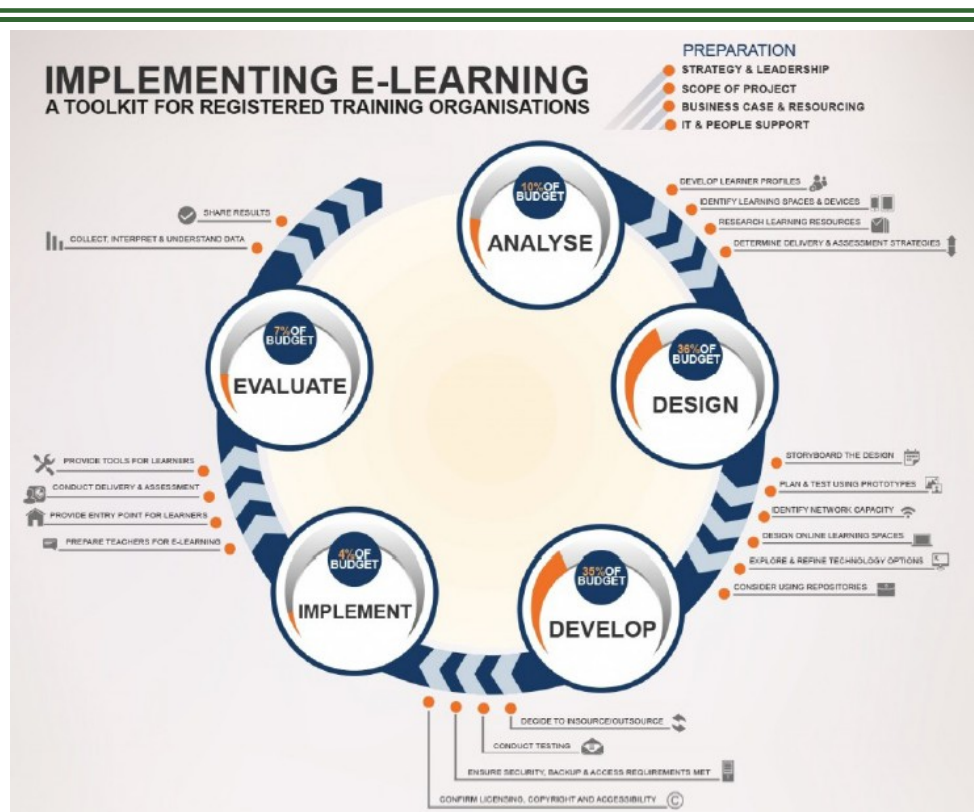 IMPLEMENTING E-LEARNING
A TOOLKIT FOR REGISTERED TRAINING ORGANISATIONS
PREPARATION
STRATEGY & LEADERSHIP
SCOPE OF PROJECT
BUSINESS CASE & RESOURCING
IT & PEOPLE SUPPORT
10% OF
BUDGET
ANALYSE
DEVELOP LEARNER PROFILES
IDENTIFY LEARNING SPACES & DEVICES
RESEARCH LEARNING RESOURCES
DETERMINE DELIVERY & ASSESSMENT STRATEGIES
36% OF
BUDGET
DESIGN
STORYBOARD THE DESIGN
PLAN & TEST USING PROTOTYPES
IDENTIFY NETWORK CAPACITY
DESIGN ONLINE LEARNING SPACES
EXPLORE & REFINE TECHNOLOGY OPTIONS
CONSIDER USING REPOSITORIES
35% OF
BUDGET
DEVELOP
DECIDE TO INSOURCE/OUTSOURCE
CONDUCT TESTING
ENSURE SECURITY, BACKUP & ACCESS REQUIREMENTS MET
CONFIRM LICENSING, COPYRIGHT AND ACCESSIBILITY ©
4% OF
BUDGET
IMPLEMENT
PROVIDE TOOLS FOR LEARNERS
CONDUCT DELIVERY & ASSESSMENT
PROVIDE ENTRY POINT FOR LEARNERS
PREPARE TEACHERS FOR E-LEARNING
7% OF
BUDGET
EVALUATE
SHARE RESULTS
COLLECT, INTERPRET & UNDERSTAND DATA